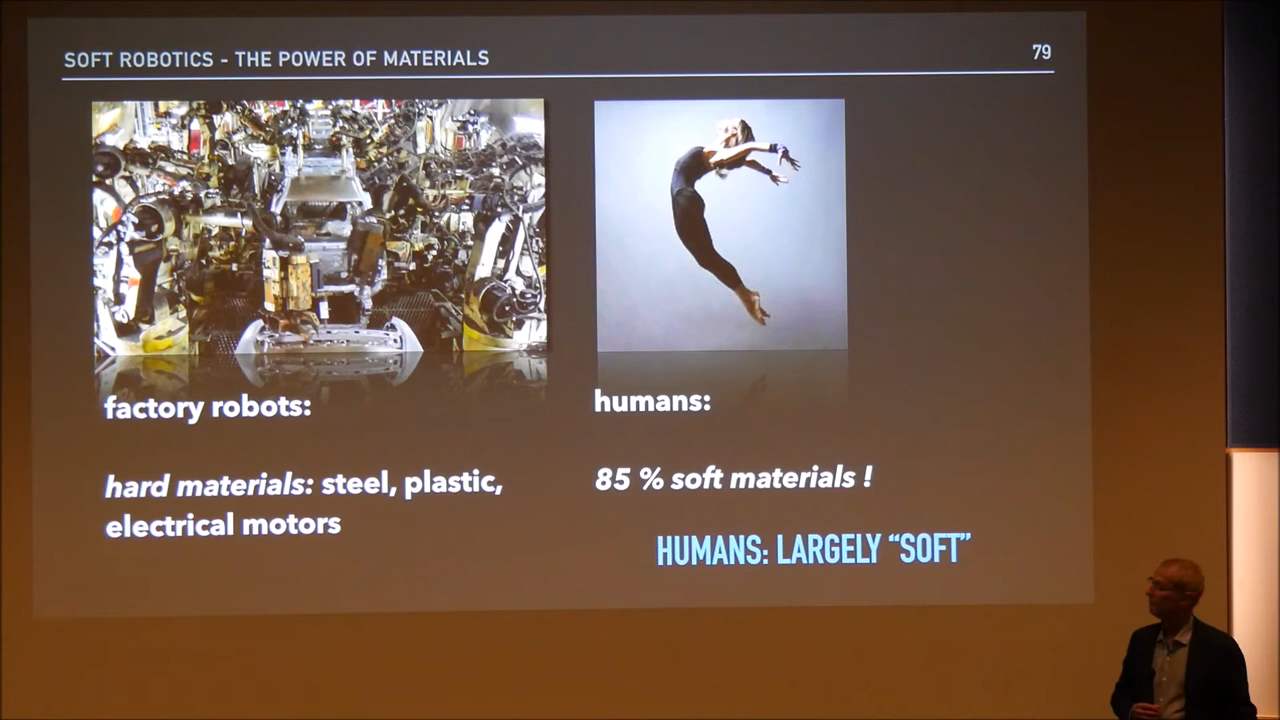 SOFT ROBOTICS - THE POWER OF MATERIALS
79
factory robots:
hard materials: steel, plastic,
electrical motors
humans:
85 % soft materials !
HUMANS: LARGELY “SOFT”